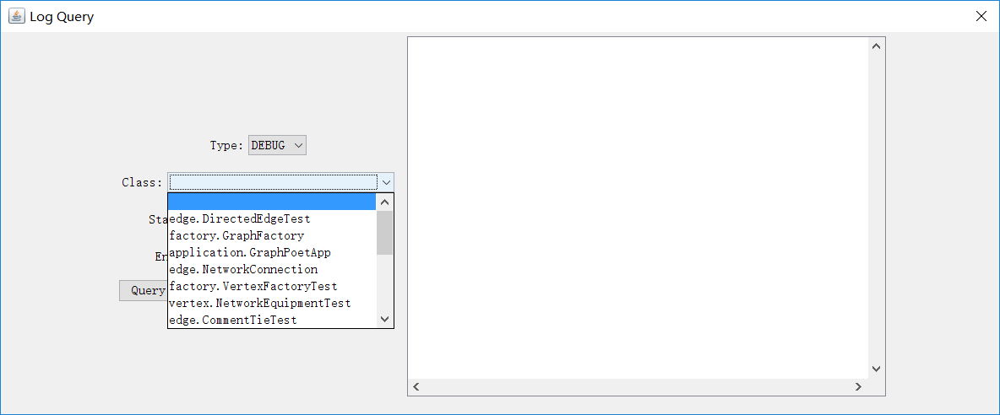 Log Query
Type: DEBUG
Class:
Sta
edge.DirectedEdgeTest
factory.GraphFactory
application.GraphPoetApp
En
edge.NetworkConnection
factory.VertexFactoryTest
Query
vertex.NetworkEquipmentTest
edge.CommentTieTest